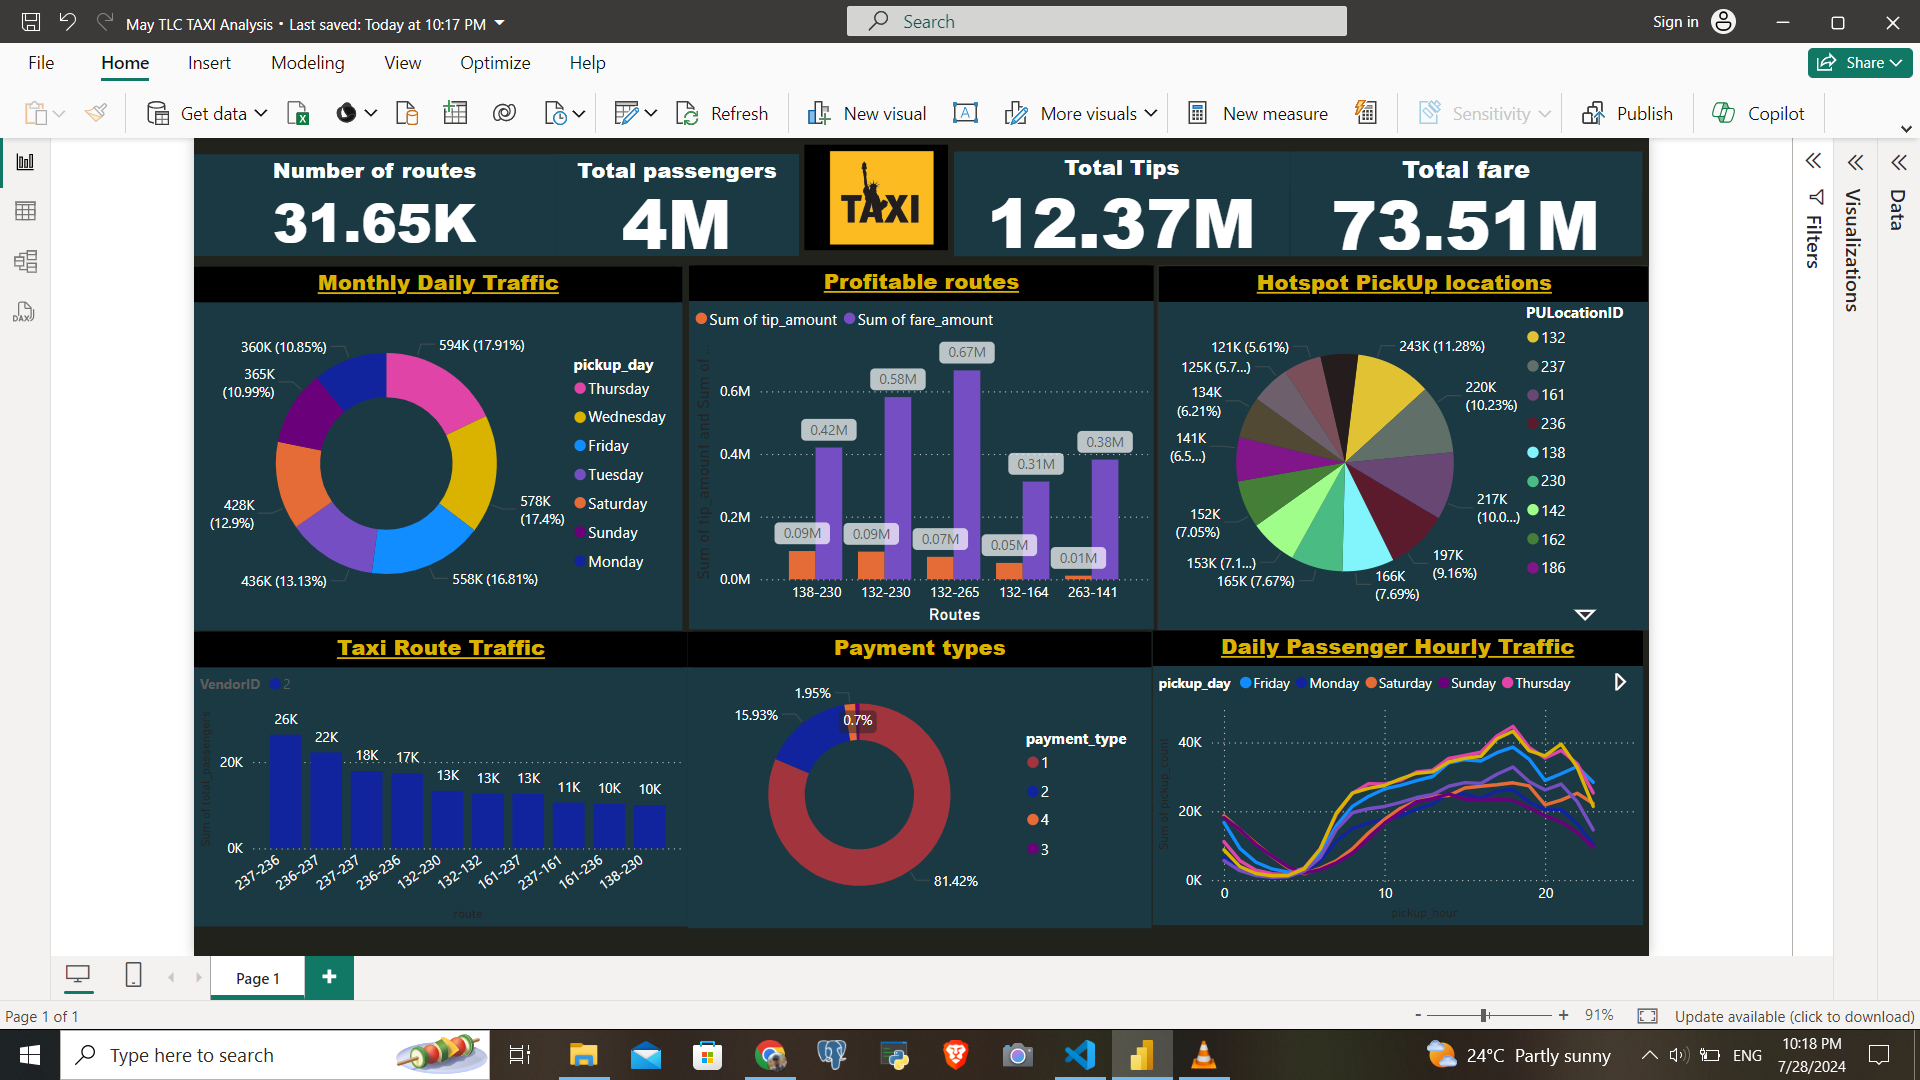 May TLC TAXI Analysis • Last saved: Today at 10:17 PM
Search
Sign in
File Home Insert Modeling View Optimize Help
Share
Get data
Refresh
New visual
A
More visuals
New measure
Sensitivity
Publish
Copilot
DAX
Number of routes
31.65K
Total passengers
4M
TAXI
Total Tips
12.37M
Total fare
73.51M
Filters
Visualizations
Data
Monthly Daily Traffic
360K (10.85%)
594K (17.91%)
365K
(10.99%)
428K
(12.9%)
578K
(17.4%)
436K (13.13%)
558K (16.81%)
pickup_day
Thursday
Wednesday
Friday
Tuesday
Saturday
Sunday
Monday
Profitable routes
Sum of tip_amount Sum of fare_amount
Sum of tip_amount and Sum of ...
0.6M
0.4M
0.2M
0.0M
0.09M
0.42M
0.09M
0.58M
0.07M
0.67M
0.05M
0.31M
0.01M
0.38M
138-230 132-230 132-265 132-164 263-141
Routes
Hotspot PickUp locations
121K (5.61%)
125K (5.7...)
134K
(6.21%)
141K
(6.5...)
152K
(7.05%)
153K (7.1...)
165K (7.67%)
243K (11.28%)
220K
(10.23%)
217K
(10.0...)
197K
(9.16%)
166K
(7.69%)
PULocationID
132
237
161
236
138
230
142
162
186
Taxi Route Traffic
VendorID 2
Sum of total_passengers
20K
0K
26K
22K
18K
17K
13K
13K
13K
11K
10K
10K
237-236 236-237 237-237 236-236 132-230 132-132 161-237 237-161 161-236 138-230
route
Payment types
1.95%
15.93%
0.7%
81.42%
payment_type
1
2
4
3
Daily Passenger Hourly Traffic
pickup_day Friday Monday Saturday Sunday Thursday
Sum of pickup_count
40K
20K
0K
0 10 20
pickup_hour
Page 1
+
Page 1 of 1
- + 91%
Update available (click to download)
Type here to search
24°C Partly sunny
ENG
10:18 PM
7/28/2024